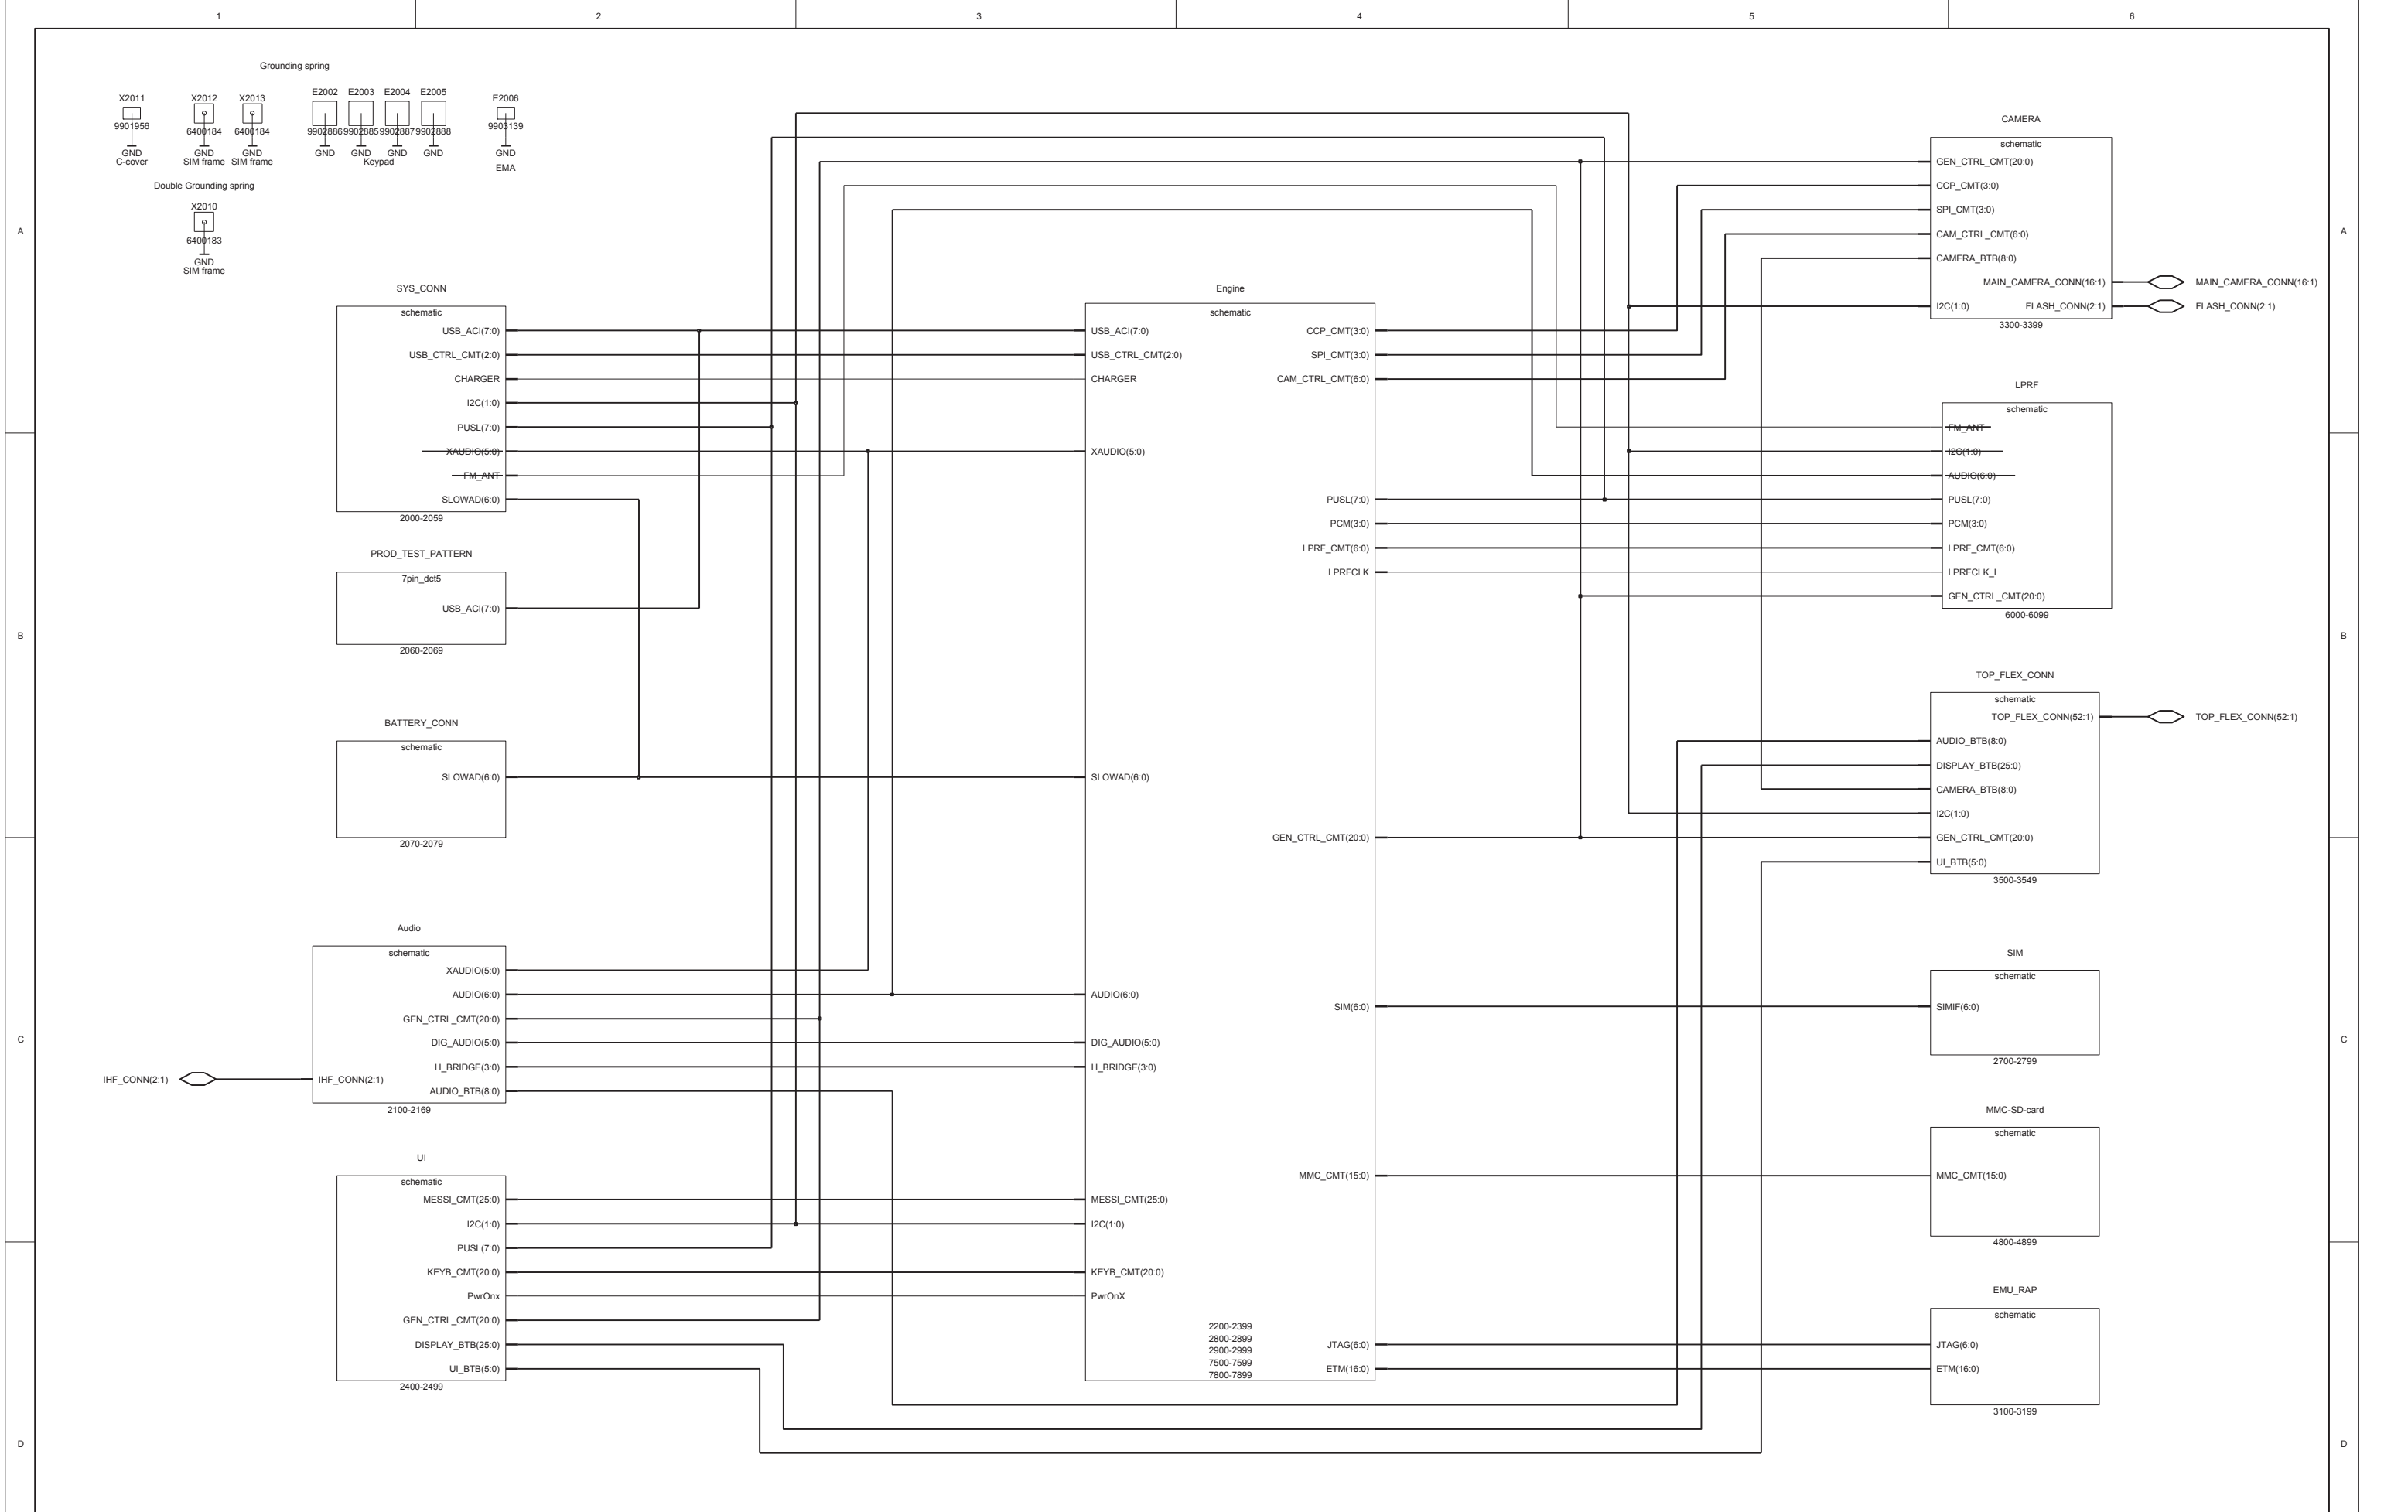 1 2 3 4 5 6
Grounding spring
X2011 X2012 X2013 E2002 E2003 E2004 E2005 E2006
9901956 6400184 6400184 9902886 9902885 9902887 9902888 9903139
GND GND GND GND GND GND GND GND
C-cover SIM frame SIM frame Keypad EMA
Double Grounding spring
X2010
6400183
GND
SIM frame
A
B
C
D
SYS_CONN
schematic
USB_ACI(7:0)
USB_CTRL_CMT(2:0)
CHARGER
I2C(1:0)
PUSL(7:0)
XAUDIO(5:0)
FM_ANT
SLOWAD(6:0)
2000-2059
PROD_TEST_PATTERN
7pin_dct5
USB_ACI(7:0)
2060-2069
BATTERY_CONN
schematic
SLOWAD(6:0)
2070-2079
Audio
schematic
XAUDIO(5:0)
AUDIO(6:0)
GEN_CTRL_CMT(20:0)
DIG_AUDIO(5:0)
H_BRIDGE(3:0)
IHF_CONN(2:1) IHF_CONN(2:1)
AUDIO_BTB(8:0)
2100-2169
UI
schematic
MESSI_CMT(25:0)
I2C(1:0)
PUSL(7:0)
KEYB_CMT(20:0)
PwrOnx
GEN_CTRL_CMT(20:0)
DISPLAY_BTB(25:0)
UI_BTB(5:0)
2400-2499
Engine
schematic
USB_ACI(7:0)
USB_CTRL_CMT(2:0)
CHARGER
XAUDIO(5:0)
SLOWAD(6:0)
AUDIO(6:0)
DIG_AUDIO(5:0)
H_BRIDGE(3:0)
MESSI_CMT(25:0)
I2C(1:0)
KEYB_CMT(20:0)
PwrOnX
CCP_CMT(3:0)
SPI_CMT(3:0)
CAM_CTRL_CMT(6:0)
PUSL(7:0)
PCM(3:0)
LPRF_CMT(6:0)
LPRFCLK
GEN_CTRL_CMT(20:0)
SIM(6:0)
MMC_CMT(15:0)
JTAG(6:0)
ETM(16:0)
2200-2399
2800-2899
2900-2999
7500-7599
7800-7899
CAMERA
schematic
GEN_CTRL_CMT(20:0)
CCP_CMT(3:0)
SPI_CMT(3:0)
CAM_CTRL_CMT(6:0)
CAMERA_BTB(8:0)
MAIN_CAMERA_CONN(16:1) MAIN_CAMERA_CONN(16:1)
I2C(1:0) FLASH_CONN(2:1) FLASH_CONN(2:1)
3300-3399
LPRF
schematic
FM_ANT
I2C(1:0)
AUDIO(6:0)
PUSL(7:0)
PCM(3:0)
LPRF_CMT(6:0)
LPRFCLK_I
GEN_CTRL_CMT(20:0)
6000-6099
TOP_FLEX_CONN
schematic
TOP_FLEX_CONN(52:1) TOP_FLEX_CONN(52:1)
AUDIO_BTB(8:0)
DISPLAY_BTB(25:0)
CAMERA_BTB(8:0)
I2C(1:0)
GEN_CTRL_CMT(20:0)
UI_BTB(5:0)
3500-3549
SIM
schematic
SIMIF(6:0)
2700-2799
MMC-SD-card
schematic
MMC_CMT(15:0)
4800-4899
EMU_RAP
schematic
JTAG(6:0)
ETM(16:0)
3100-3199
A
B
C
D